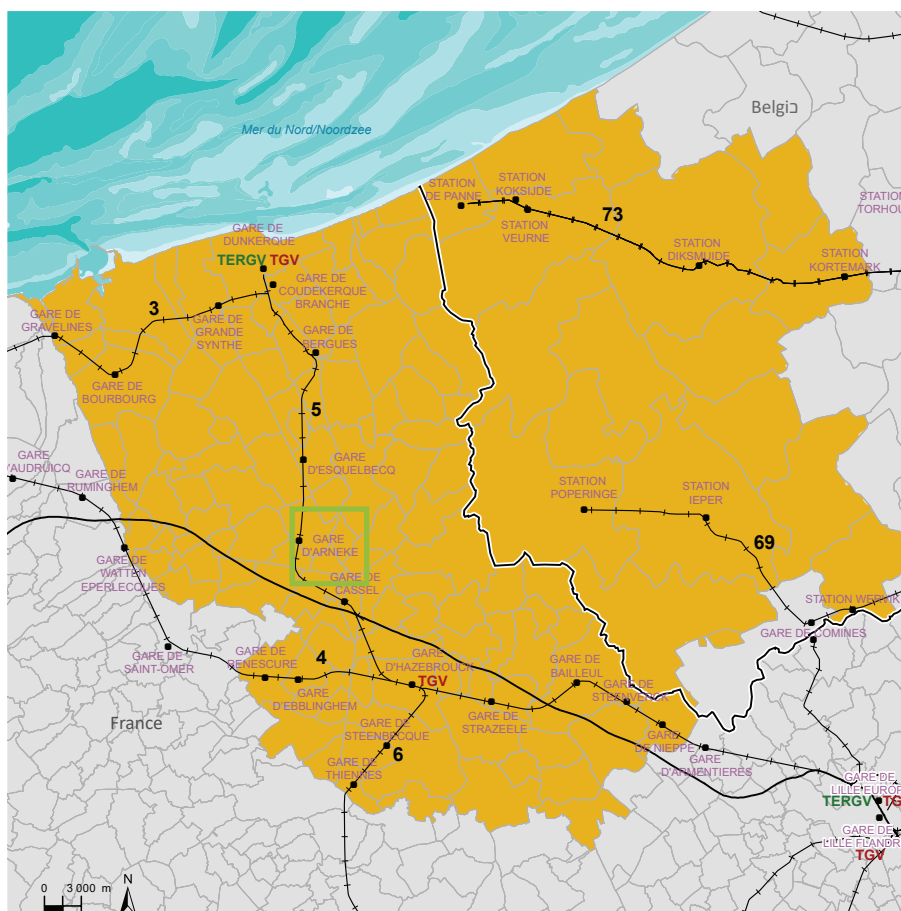 Belgiɔ
Mer du Nord/Noordzee
STATION
DE PANNE
STATION
KOKSIJDE
STATION
VEURNE
73
STATION
TORHOU
STATION
DIKSMUIDE
STATION
KORTEMARK
GARE DE
DUNKERQUE
TERGV TGV
GARE DE
COUDEKERQUE
BRANCHE
3
GARE DE
GRAVELINES
GARE DE
GRANDE
SYNTHE
GARE DE
BERGUES
GARE DE
BOURBOURG
5
GARE
D'ESQUELBECQ
GARE
'AUDRUICQ
GARE DE
RUMINGHEM
STATION
POPERINGE
STATION
IEPER
69
GARE
D'ARNEKE
GARE DE
WATTEN
EPERLECQUES
GARE DE
CASSEL
STATION WERWIK
GARE DE COMINES
GARE DE
SAINT-OMER
GARE DE
RENESCURE
4
GARE
D'EBBLINGHEM
GARE
D'HAZEBROUCK
TGV
GARE DE
BAILLEUL
GARE DE
STEENWERCK
GARE DE
STRAZEELE
GARE
DE NIEPPE
GARE
D'ARMENTIERES
France
GARE DE
STEENBECQUE
6
GARE DE
THIENNES
GARE DE
LILLE EUROP
TERGV TG
GARE DE
LILLE FLANDR
TGV
0 3 000 m
N